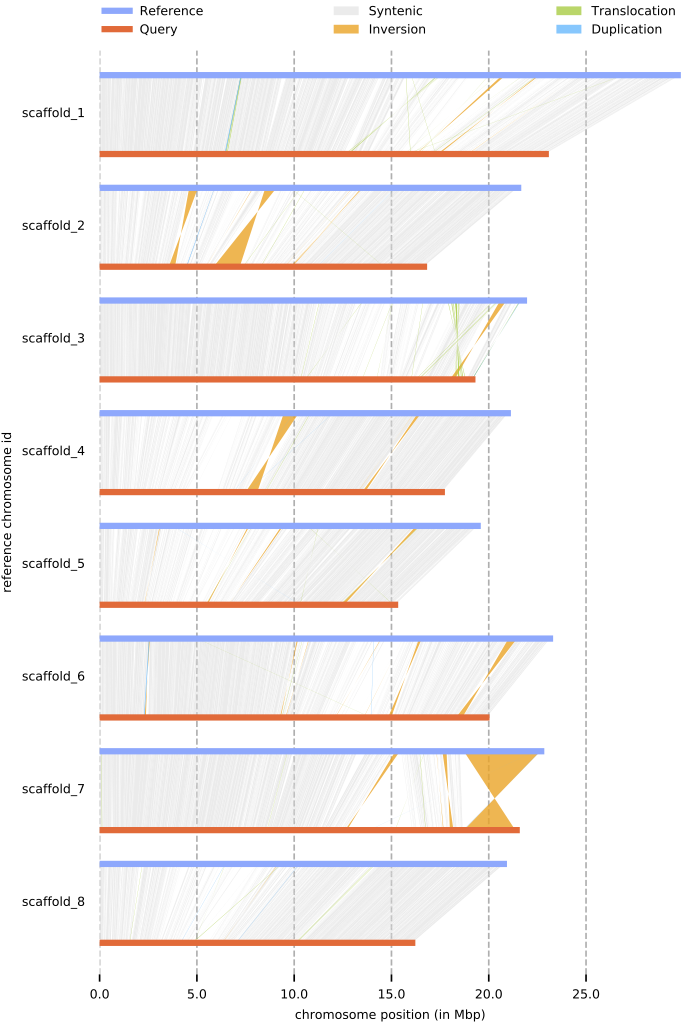 Reference Syntenic Translocation
Query Inversion Duplication
scaffold_1
scaffold_2
scaffold_3
scaffold_4
reference chromosome id
scaffold_5
scaffold_6
scaffold_7
scaffold_8
0.0 5.0 10.0 15.0 20.0 25.0
chromosome position (in Mbp)